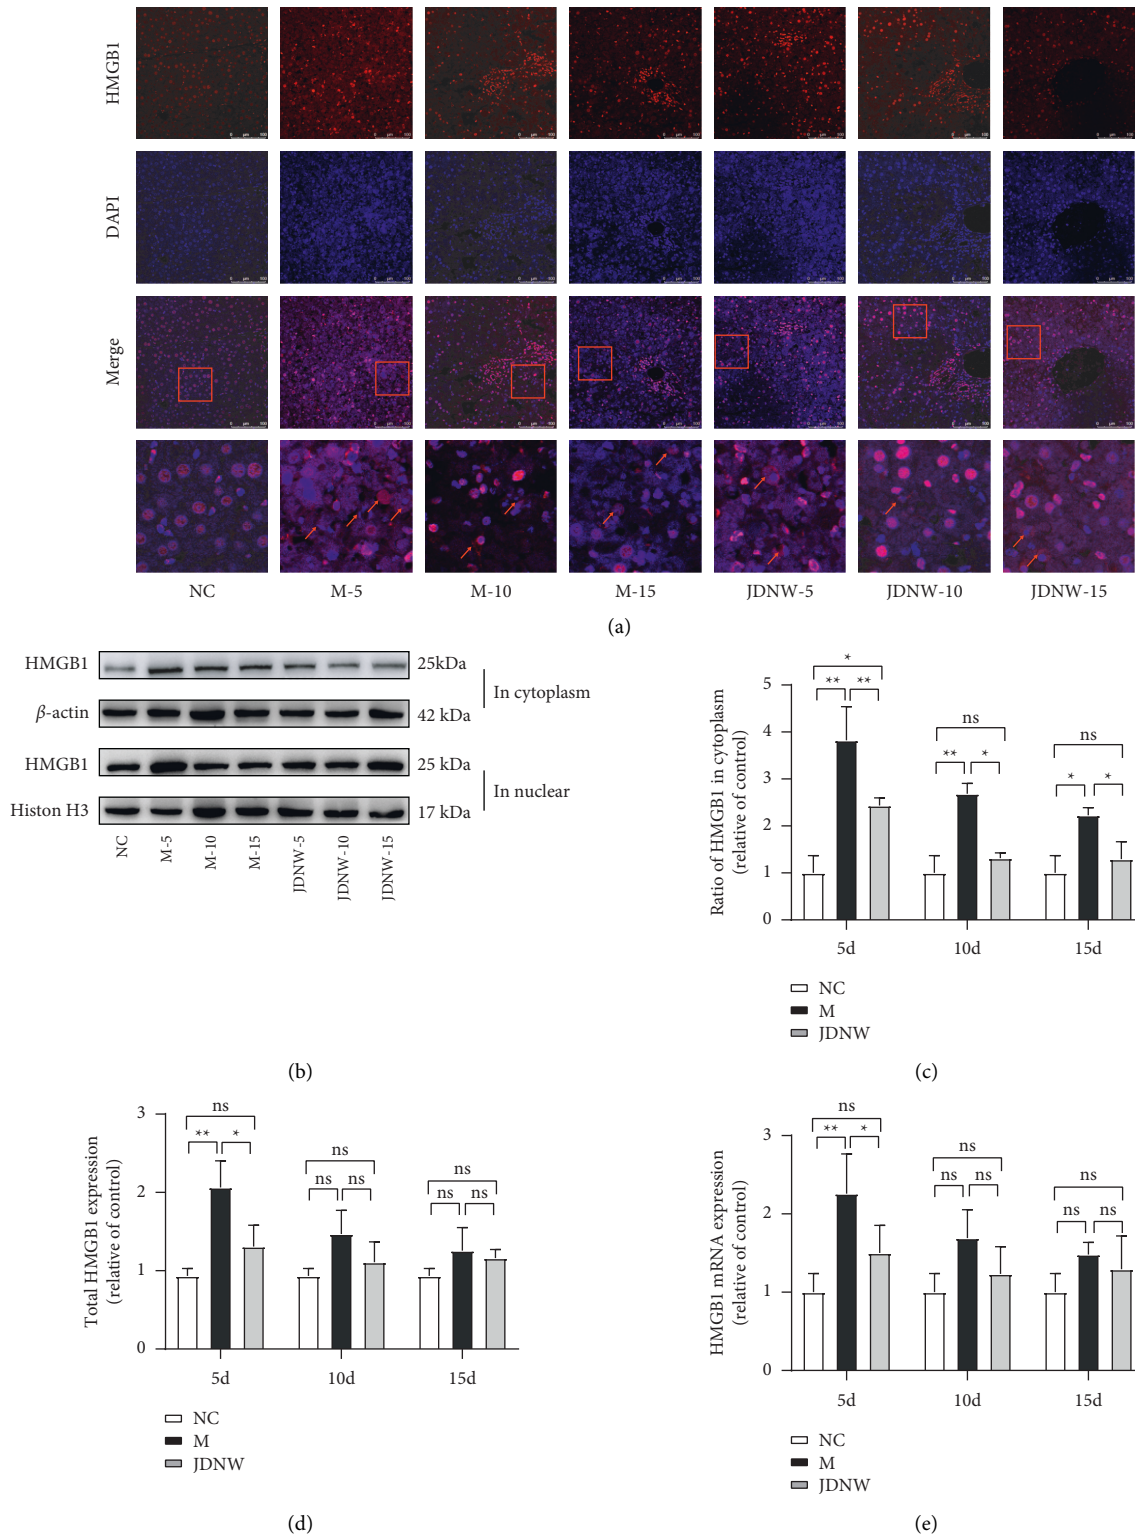 HMGB1
DAPI
Merge
NC M-5 M-10 M-15 JDNW-5 JDNW-10 JDNW-15
(a)
HMGB1 25kDa
In cytoplasm
β-actin 42 kDa
HMGB1 25 kDa
In nuclear
Histon H3 17 kDa
NC M-5 M-10 M-15 JDNW-5 JDNW-10 JDNW-15
(b)
Ratio of HMGB1 in cytoplasm
(relative of control)
5
4
3
2
1
0
*
** **
ns
** *
ns
* *
5d 10d 15d
NC
M
JDNW
(c)
Total HMGB1 expression
(relative of control)
3
2
1
0
ns
** *
ns
ns ns
ns
ns ns
5d 10d 15d
NC
M
JDNW
(d)
HMGB1 mRNA expression
(relative of control)
3
2
1
0
ns
** *
ns
ns ns
ns
ns ns
5d 10d 15d
NC
M
JDNW
(e)